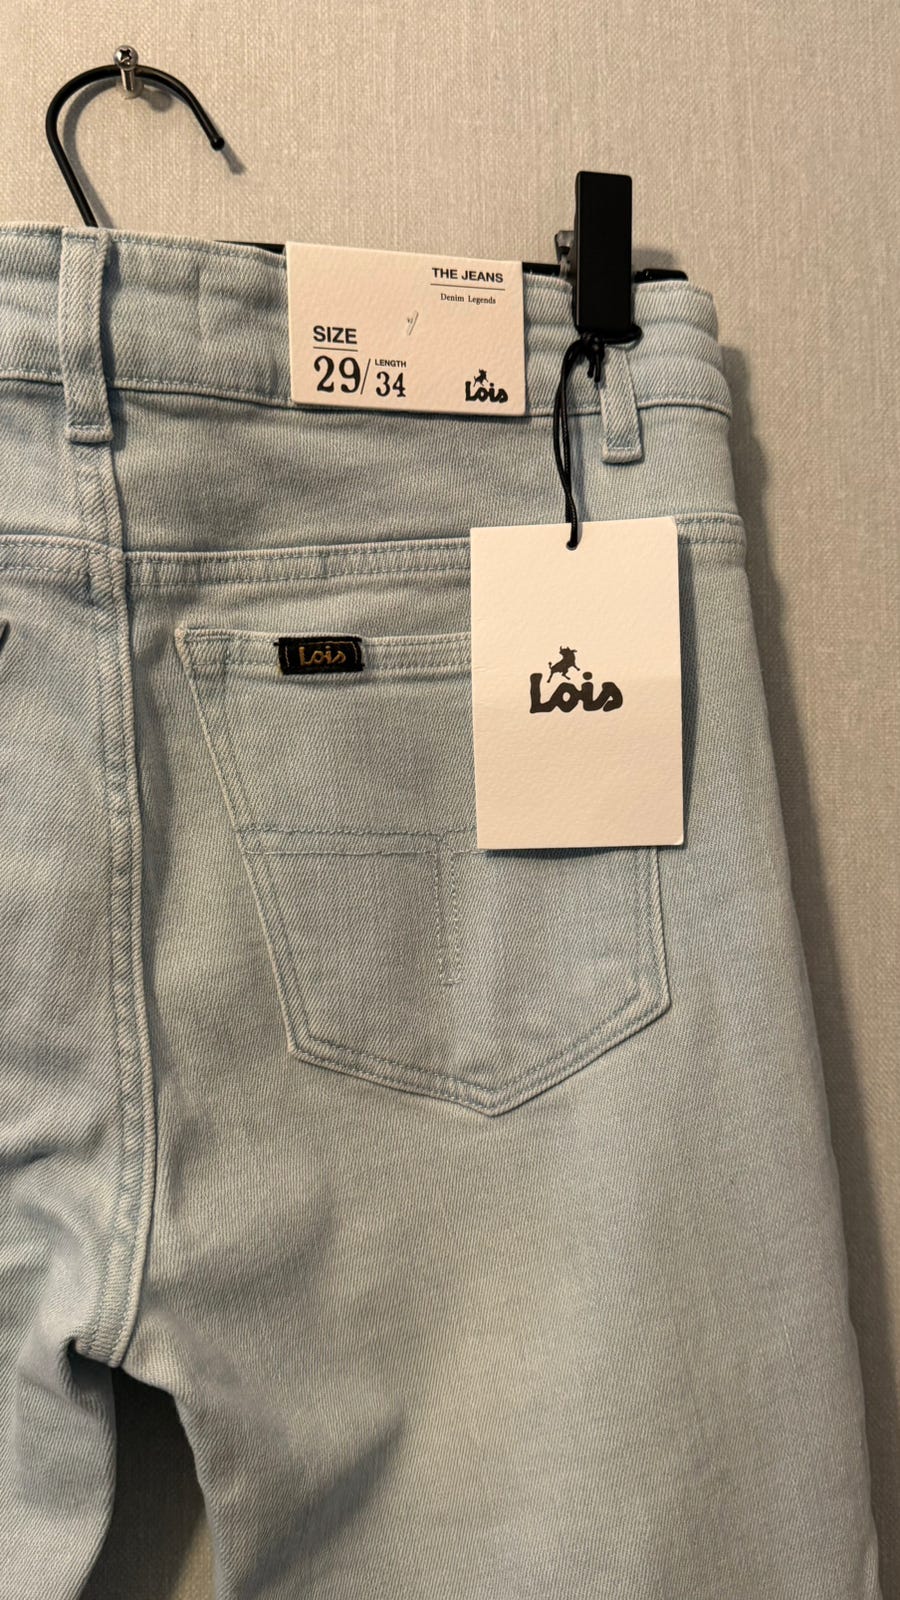 THE JEANS
Denim Legends
SIZE
29/
LENGTH
34
Lois
Lois
Lois